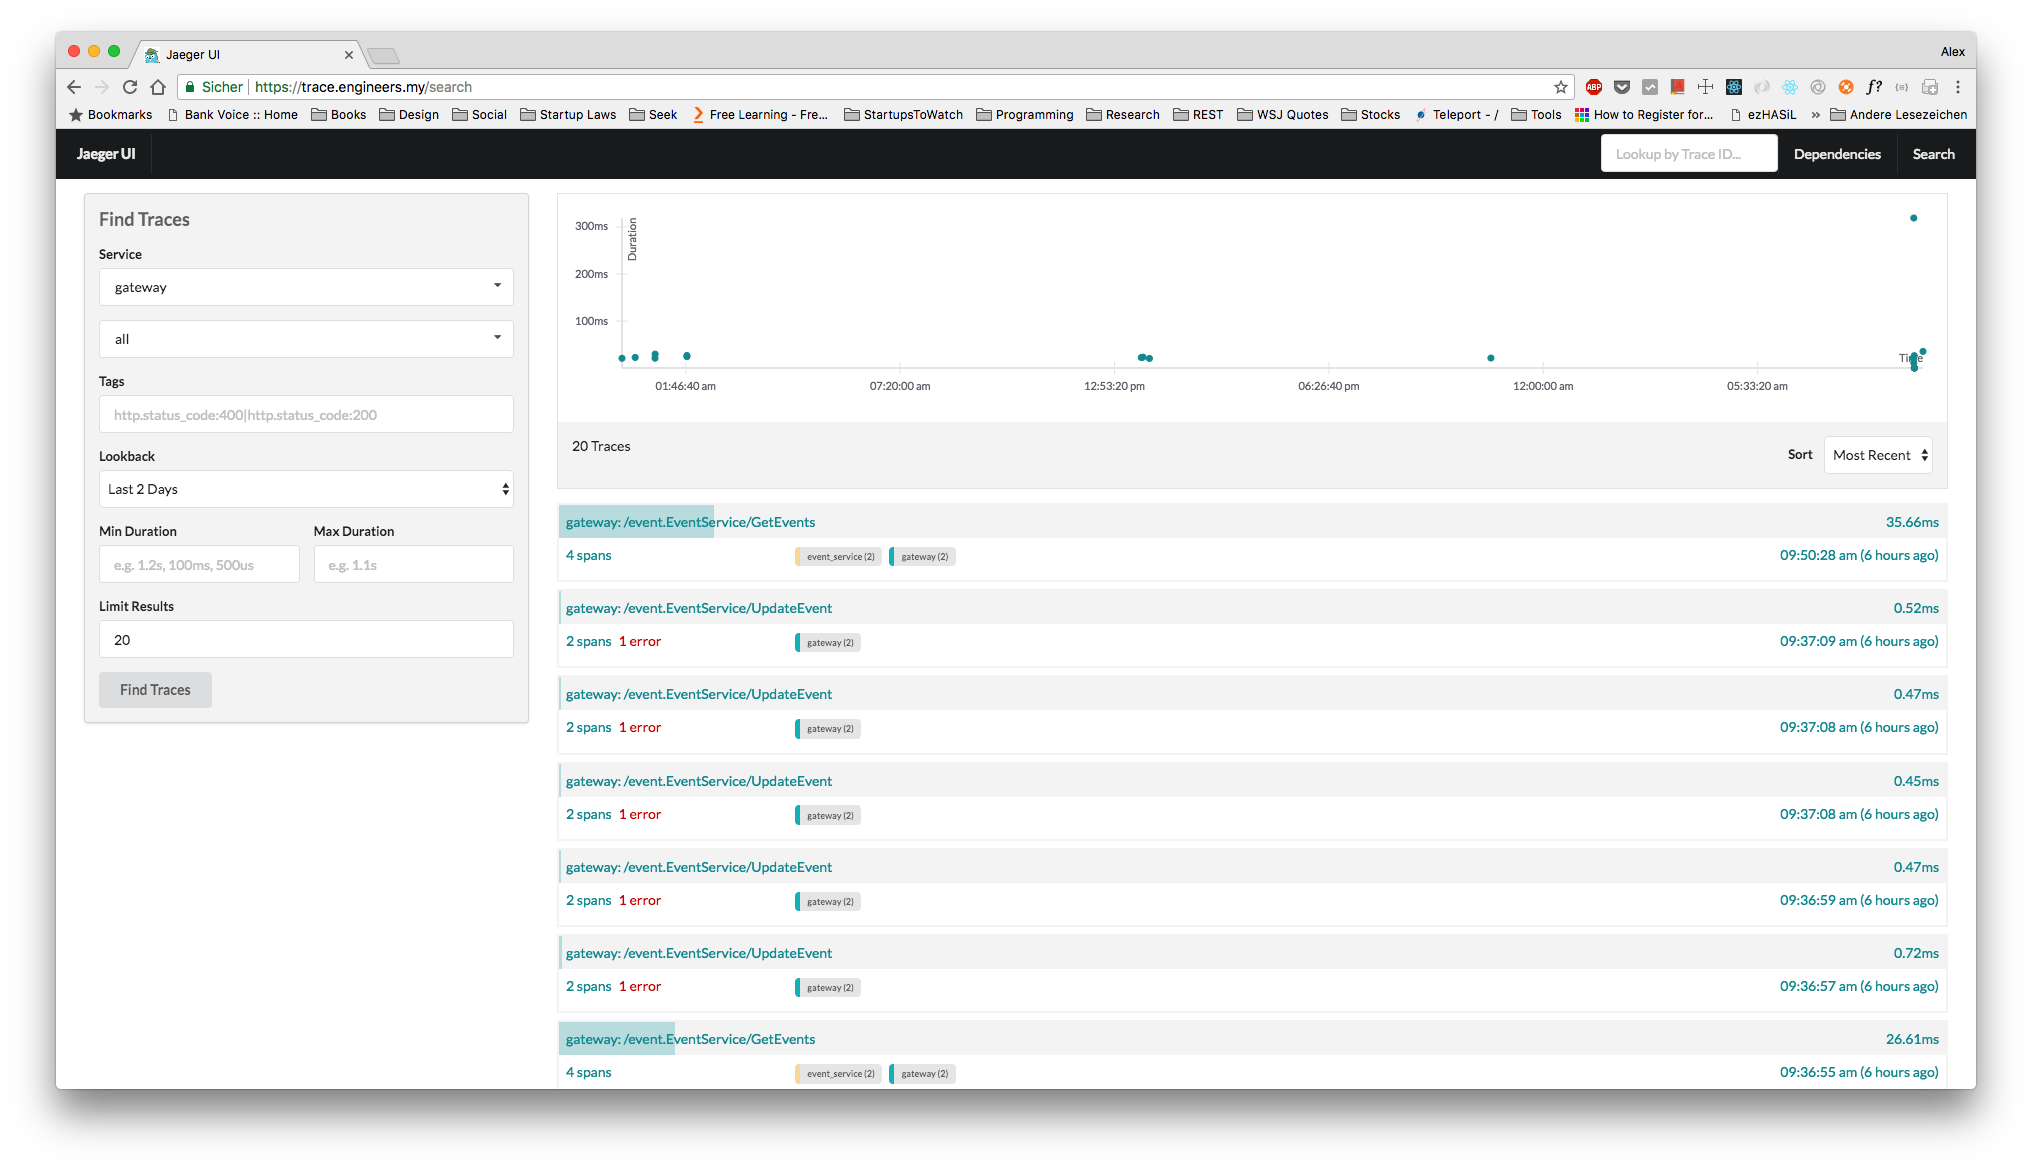 Jaeger UI
Alex
Sicher https://trace.engineers.my/search
ABP
f?
Bookmarks Bank Voice :: Home Books Design Social Startup Laws Seek Free Learning - Fre... StartupsToWatch Programming Research REST WSJ Quotes Stocks Teleport - / Tools How to Register for... ezHASiL » Andere Lesezeichen
Jaeger UI Lookup by Trace ID... Dependencies Search
Find Traces
Service
gateway
all
Tags
http.status_code:400|http.status_code:200
Lookback
Last 2 Days
Min Duration Max Duration
e.g. 1.2s, 100ms, 500us e.g. 1.1s
Limit Results
20
Find Traces
Duration
300ms
200ms
100ms
Time
01:46:40 am 07:20:00 am 12:53:20 pm 06:26:40 pm 12:00:00 am 05:33:20 am
20 Traces
Sort Most Recent
gateway: /event.EventService/GetEvents 35.66ms
4 spans event_service (2) gateway (2) 09:50:28 am (6 hours ago)
gateway: /event.EventService/UpdateEvent 0.52ms
2 spans 1 error gateway (2) 09:37:09 am (6 hours ago)
gateway: /event.EventService/UpdateEvent 0.47ms
2 spans 1 error gateway (2) 09:37:08 am (6 hours ago)
gateway: /event.EventService/UpdateEvent 0.45ms
2 spans 1 error gateway (2) 09:37:08 am (6 hours ago)
gateway: /event.EventService/UpdateEvent 0.47ms
2 spans 1 error gateway (2) 09:36:59 am (6 hours ago)
gateway: /event.EventService/UpdateEvent 0.72ms
2 spans 1 error gateway (2) 09:36:57 am (6 hours ago)
gateway: /event.EventService/GetEvents 26.61ms
4 spans event_service (2) gateway (2) 09:36:55 am (6 hours ago)